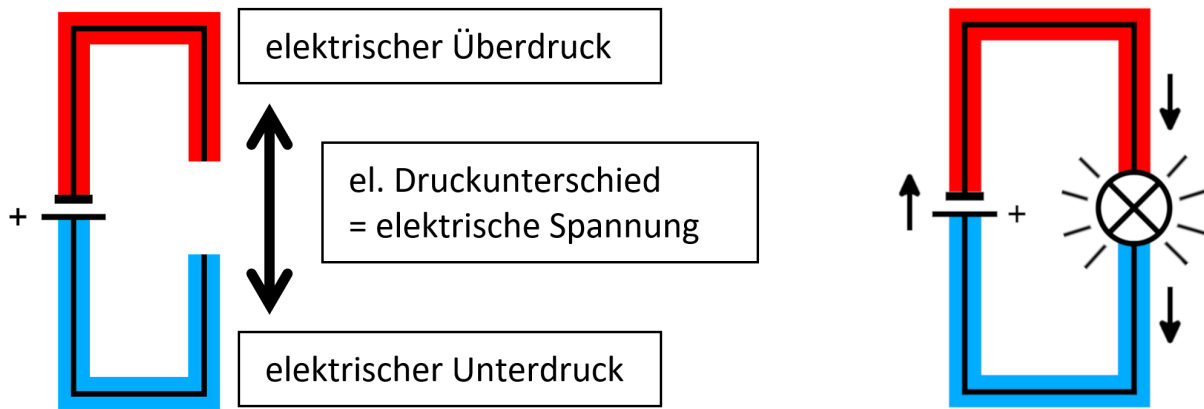 elektrischer Überdruck
el. Druckunterschied
= elektrische Spannung
+
+
elektrischer Unterdruck